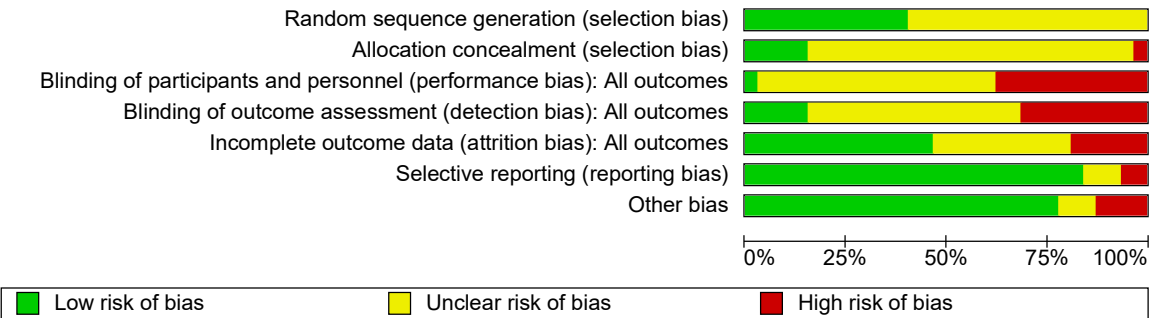 Random sequence generation (selection bias)
Allocation concealment (selection bias)
Blinding of participants and personnel (performance bias): All outcomes
Blinding of outcome assessment (detection bias): All outcomes
Incomplete outcome data (attrition bias): All outcomes
Selective reporting (reporting bias)
Other bias
0% 25% 50% 75% 100%
Low risk of bias Unclear risk of bias High risk of bias